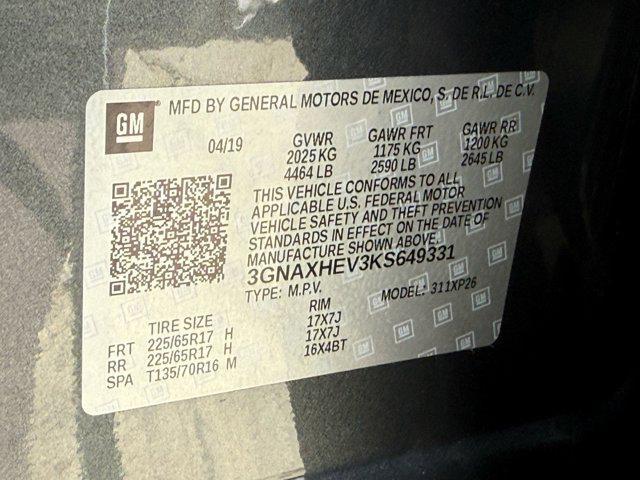 GM
MFD BY GENERAL MOTORS DE MEXICO, S. DE R.L. DE C.V.
04/19 GVWR GAWR FRT GAWR RR
2025 KG 1175 KG 1200 KG
4464 LB 2590 LB 2645 LB
THIS VEHICLE CONFORMS TO ALL
APPLICABLE U.S. FEDERAL MOTOR
VEHICLE SAFETY AND THEFT PREVENTION
STANDARDS IN EFFECT ON THE DATE OF
MANUFACTURE SHOWN ABOVE.
3GNAXHEV3KS649331
TYPE: M.P.V. MODEL: 311XP26
TIRE SIZE RIM
FRT 225/65R17 H 17X7J
RR 225/65R17 H 17X7J
SPA T135/70R16 M 16X4BT